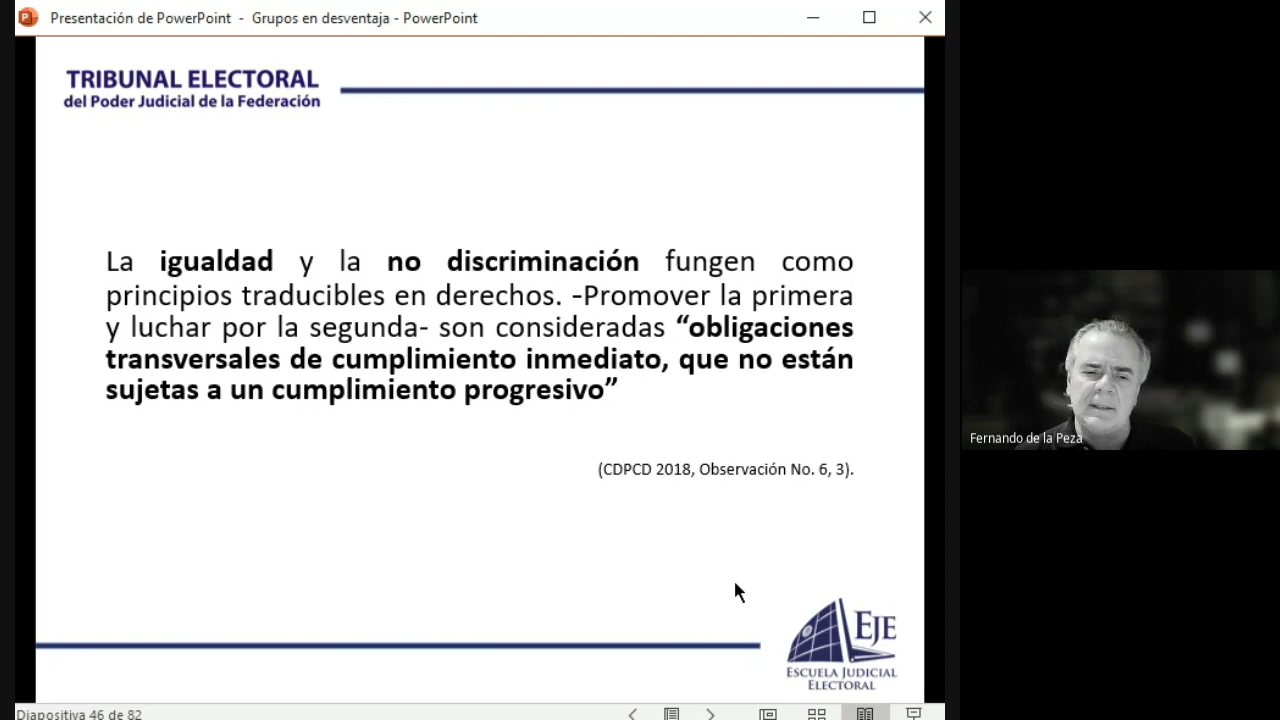 Presentación de PowerPoint - Grupos en desventaja - PowerPoint
TRIBUNAL ELECTORAL
del Poder Judicial de la Federación
La igualdad y la no discriminación fungen como
principios traducibles en derechos. -Promover la primera
y luchar por la segunda- son consideradas “obligaciones
transversales de cumplimiento inmediato, que no están
sujetas a un cumplimiento progresivo”
(CDPCD 2018, Observación No. 6, 3).
Fernando de la Peza
EJE
ESCUELA JUDICIAL
ELECTORAL
Diapositiva 46 de 82